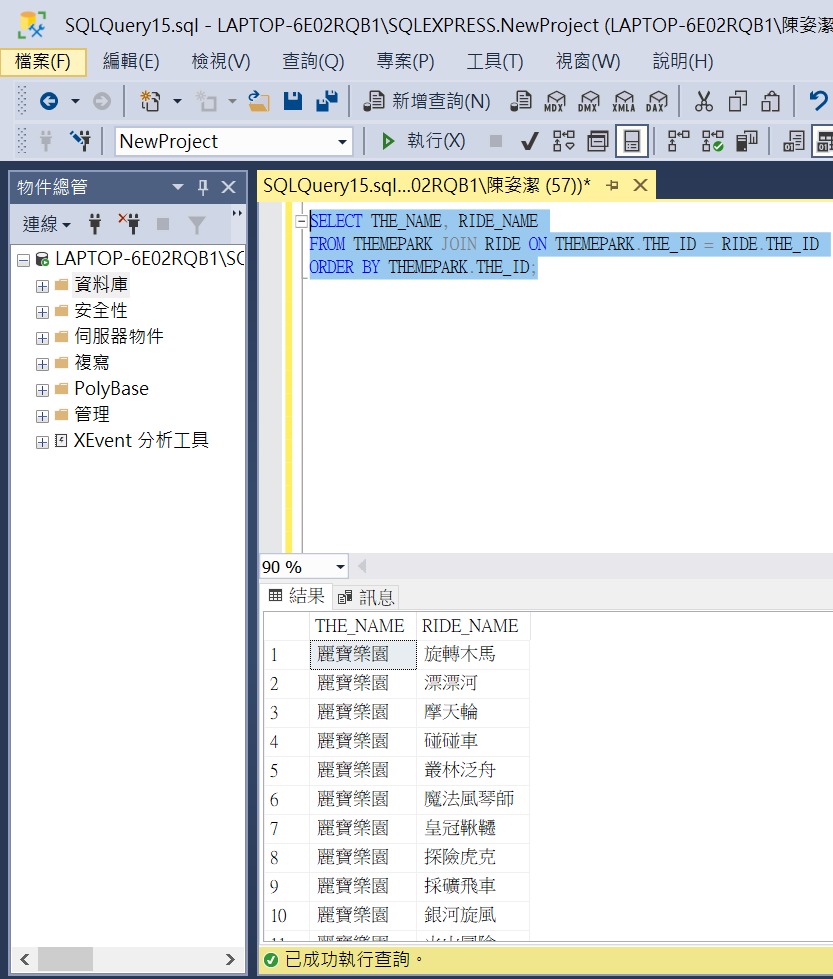 SQLQuery15.sql - LAPTOP-6E02RQB1\SQLEXPRESS.NewProject (LAPTOP-6E02RQB1\陳姿潔
檔案(F) 編輯(E) 檢視(V) 查詢(Q) 專案(P) 工具(T) 視窗(W) 說明(H)
新增查詢(N) MDX DMX XMLA DAX
NewProject 執行(X)
物件總管
連線
LAPTOP-6E02RQB1\SQ
資料庫
安全性
伺服器物件
複寫
PolyBase
管理
XEvent 分析工具
SQLQuery15.sql...02RQB1\陳姿潔 (57))*
SELECT THE_NAME, RIDE_NAME
FROM THEMEPARK JOIN RIDE ON THEMEPARK.THE_ID = RIDE.THE_ID
ORDER BY THEMEPARK.THE_ID;
90 %
結果 訊息
THE_NAME RIDE_NAME
1 麗寶樂園 旋轉木馬
2 麗寶樂園 漂漂河
3 麗寶樂園 摩天輪
4 麗寶樂園 碰碰車
5 麗寶樂園 叢林泛舟
6 麗寶樂園 魔法風琴師
7 麗寶樂園 皇冠鞦韆
8 麗寶樂園 探險虎克
9 麗寶樂園 採礦飛車
10 麗寶樂園 銀河旋風
已成功執行查詢。